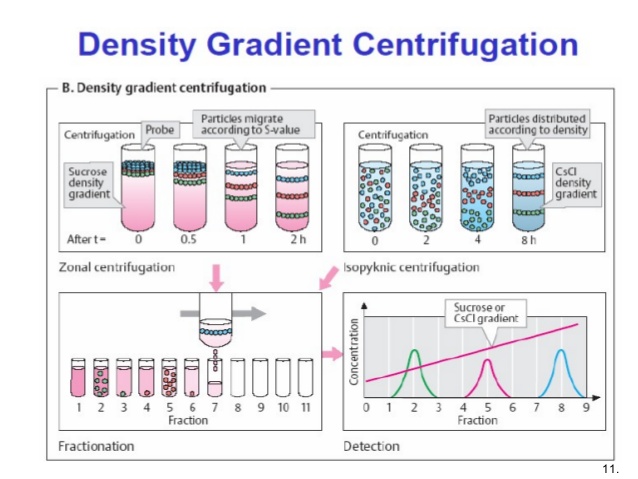 Density Gradient Centrifugation
B. Density gradient centrifugation
Centrifugation
Probe
Particles migrate
according to S-value
Sucrose
density
gradient
After t =
0
0.5
1
2 h
Zonal centrifugation
Centrifugation
Particles distributed
according to density
CsCl
density
gradient
0
2
4
8 h
Isopyknic centrifugation
1 2 3 4 5 6 7 8 9 10 11
Fraction
Fractionation
Sucrose or
CsCl gradient
Concentration
0 1 2 3 4 5 6 7 8 9
Fraction
Detection
11.